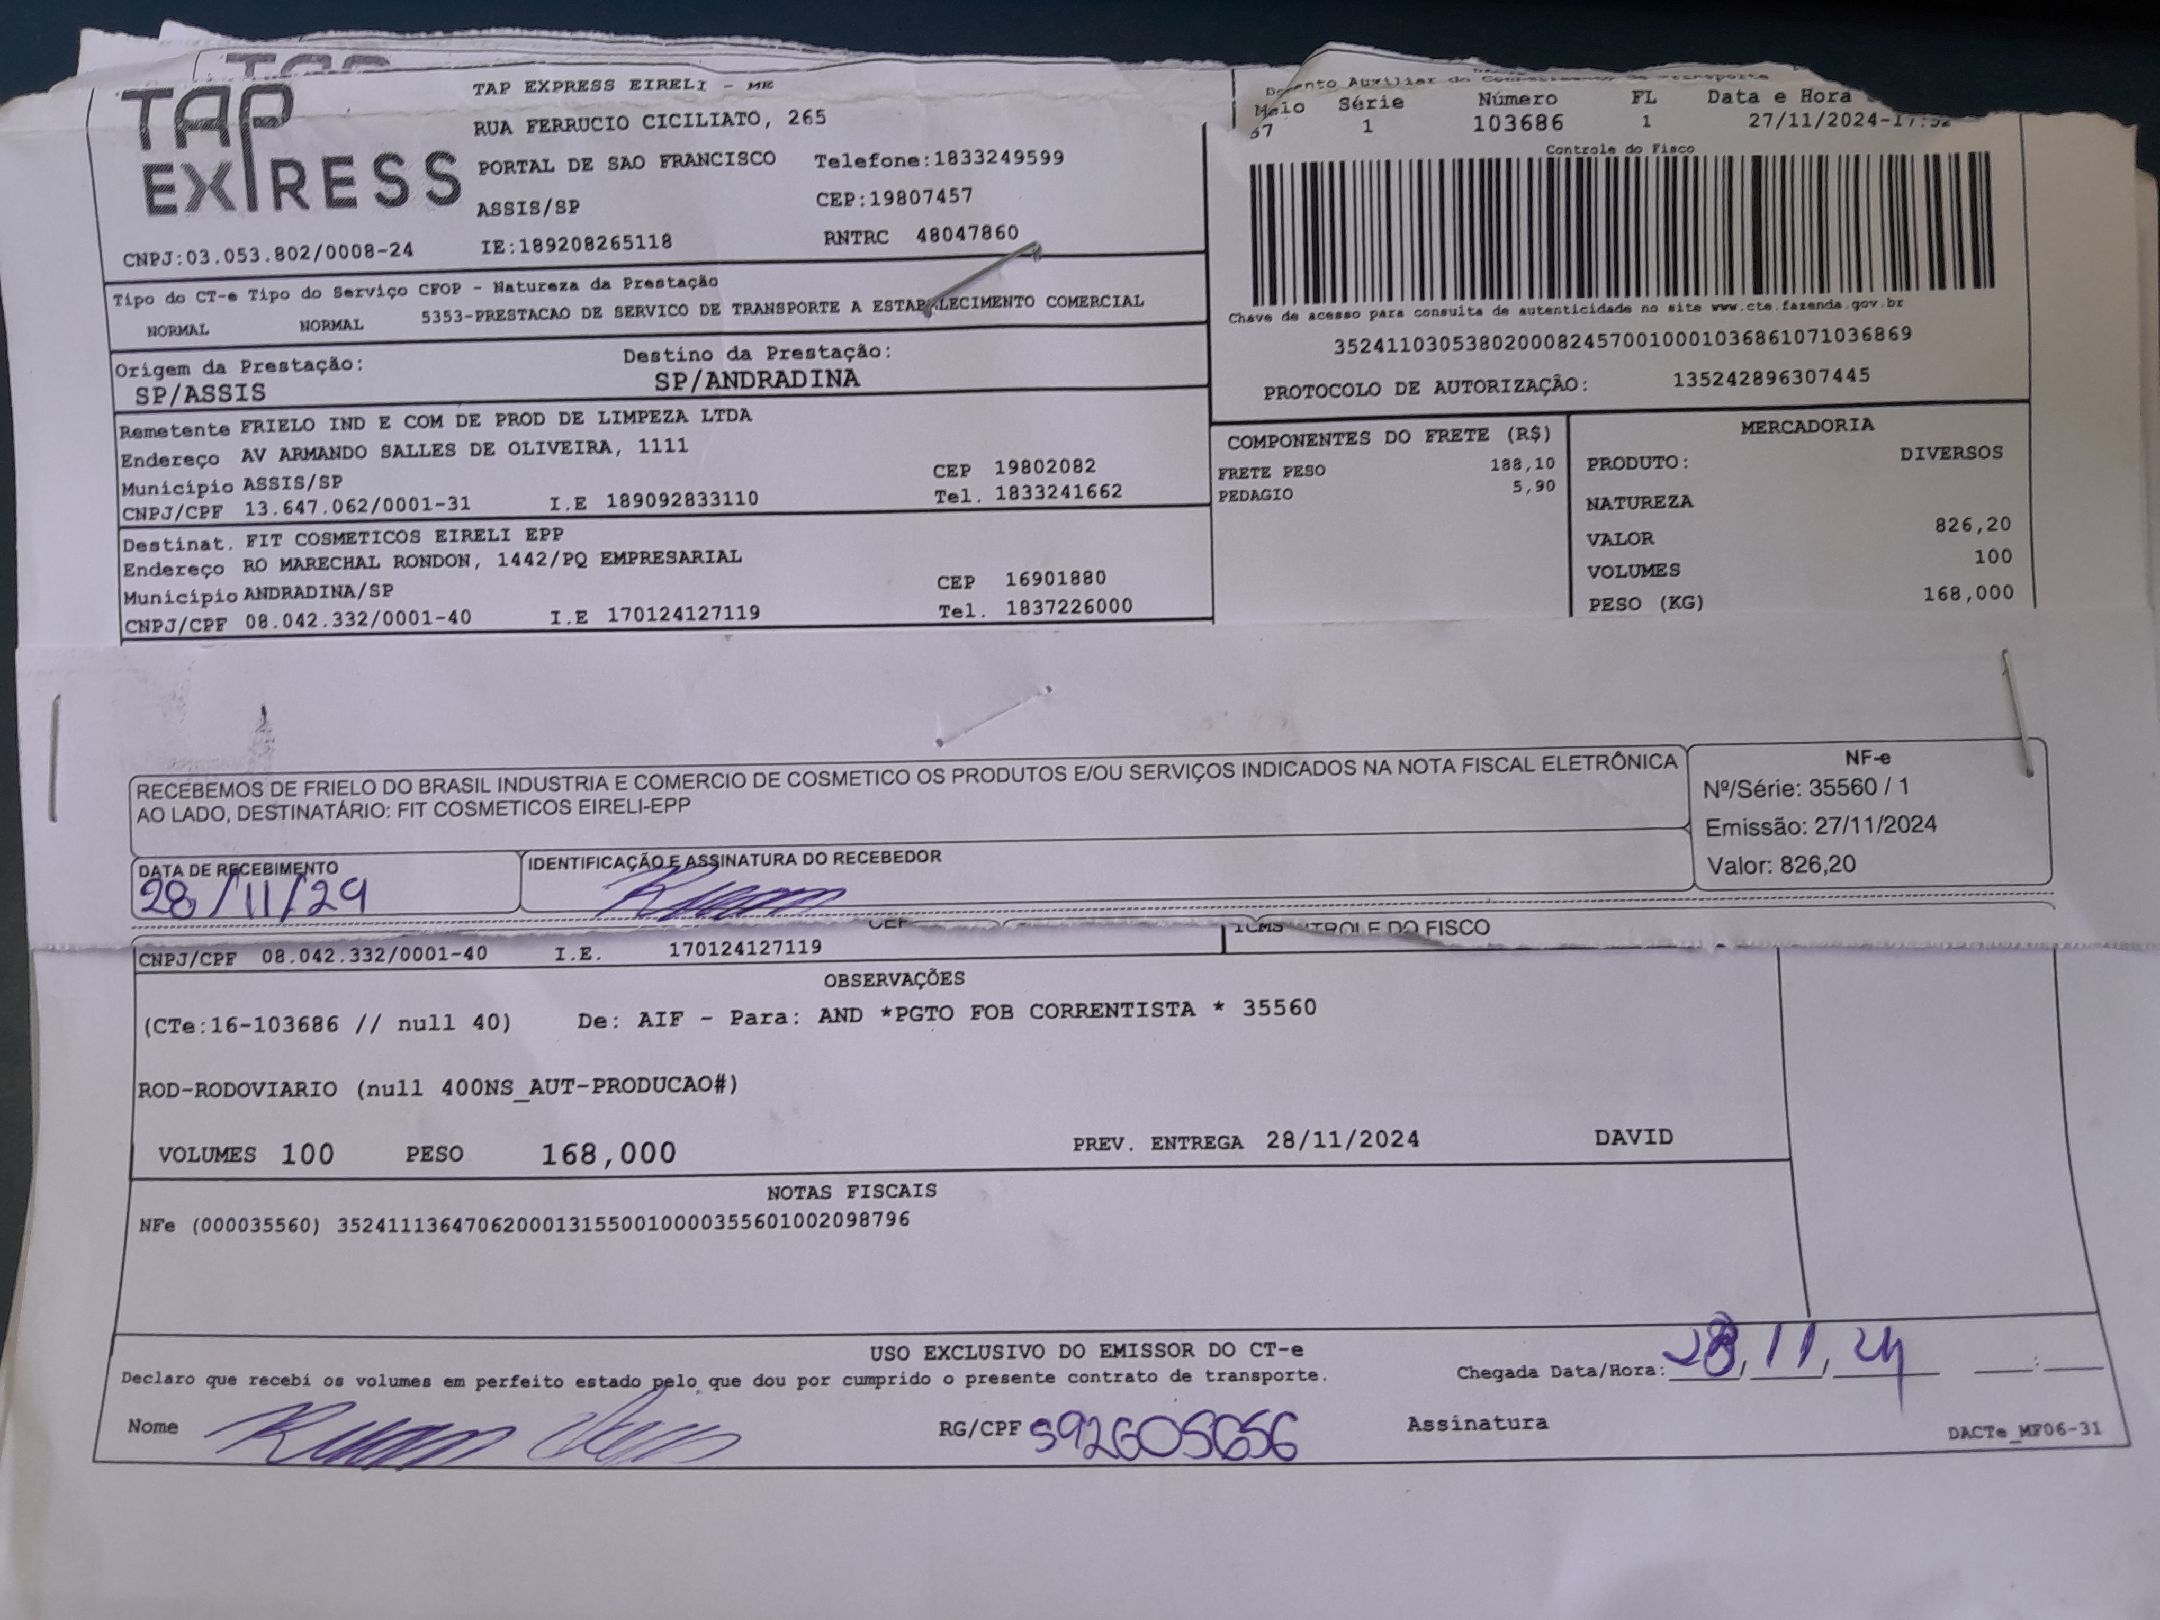 TAP EXPRESS
TAP EXPRESS EIRELI - ME
RUA FERRUCIO CICILIATO, 265
PORTAL DE SAO FRANCISCO Telefone:1833249599
ASSIS/SP CEP:19807457
CNPJ:03.053.802/0008-24 IE:189208265118 RNTRC 48047860
Auxiliar do
Série Número FL Data e Hora
67 1 103686 1 27/11/2024-17:52
Controle do Fisco
Chave de acesso para consulta de autenticidade no site www.cte.fazenda.gov.br
35241103053802000824570010001036861071036869
PROTOCOLO DE AUTORIZAÇÃO: 135242896307445
Tipo do CT-e Tipo do Serviço CFOP - Natureza da Prestação
NORMAL NORMAL 5353-PRESTACAO DE SERVICO DE TRANSPORTE A ESTABELECIMENTO COMERCIAL
Origem da Prestação: Destino da Prestação:
SP/ASSIS SP/ANDRADINA
Remetente FRIELO IND E COM DE PROD DE LIMPEZA LTDA
Endereço AV ARMANDO SALLES DE OLIVEIRA, 1111
Município ASSIS/SP CEP 19802082
CNPJ/CPF 13.647.062/0001-31 I.E 189092833110 Tel. 1833241662
Destinat. FIT COSMETICOS EIRELI EPP
Endereço RO MARECHAL RONDON, 1442/PQ EMPRESARIAL
Município ANDRADINA/SP CEP 16901880
CNPJ/CPF 08.042.332/0001-40 I.E 170124127119 Tel. 1837226000
COMPONENTES DO FRETE (R$)
FRETE PESO 188,10
PEDAGIO 5,90
MERCADORIA
PRODUTO: DIVERSOS
NATUREZA
VALOR 826,20
VOLUMES 100
PESO (KG) 168,000
RECEBEMOS DE FRIELO DO BRASIL INDUSTRIA E COMERCIO DE COSMETICO OS PRODUTOS E/OU SERVIÇOS INDICADOS NA NOTA FISCAL ELETRÔNICA
AO LADO, DESTINATÁRIO: FIT COSMETICOS EIRELI-EPP
NF-e
Nº/Série: 35560 / 1
Emissão: 27/11/2024
Valor: 826,20
DATA DE RECEBIMENTO IDENTIFICAÇÃO E ASSINATURA DO RECEBEDOR
28/11/24
DO FISCO
CNPJ/CPF 08.042.332/0001-40 I.E. 170124127119
OBSERVAÇÕES
(CTe:16-103686 // null 40) De: AIF - Para: AND *PGTO FOB CORRENTISTA * 35560
ROD-RODOVIARIO (null 400NS_AUT-PRODUCAO#)
VOLUMES 100 PESO 168,000 PREV. ENTREGA 28/11/2024 DAVID
NOTAS FISCAIS
NFe (000035560) 35241113647062000131550010000355601002098796
USO EXCLUSIVO DO EMISSOR DO CT-e
Declaro que recebi os volumes em perfeito estado pelo que dou por cumprido o presente contrato de transporte.
Chegada Data/Hora: 28, 11, 24 :
Nome RG/CPF 592605656 Assinatura
DACTe_MF06-31